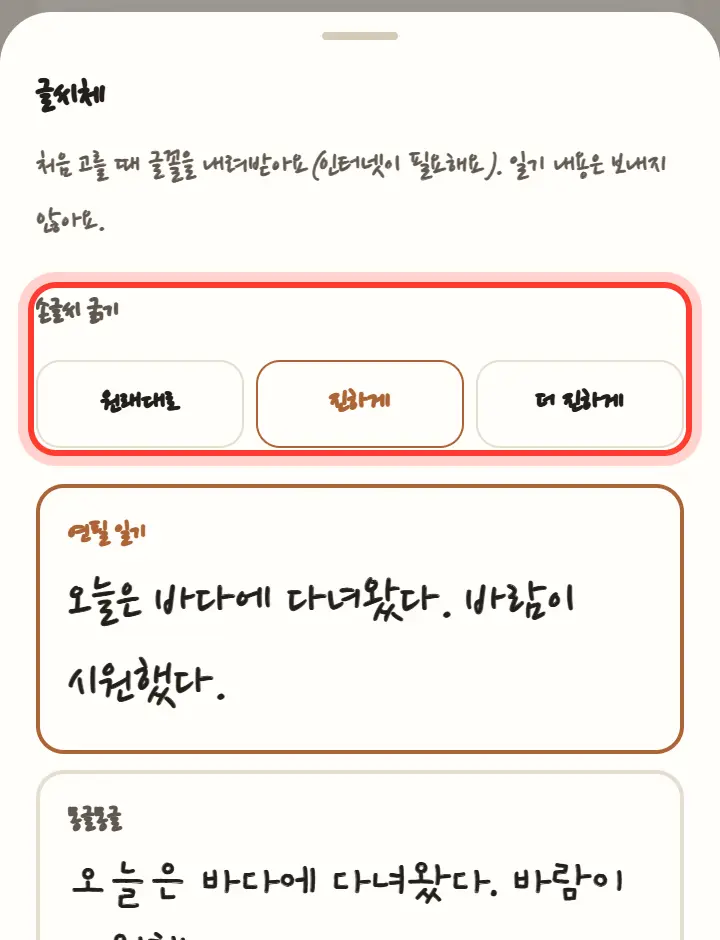 글씨체
처음 고를 때 글꼴을 내려받아요 (인터넷이 필요해요). 일기 내용은 보내지
않아요.
손글씨 굵기
원래대로
진하게
더 진하게
연필 일기
오늘은 바다에 다녀왔다. 바람이
시원했다.
동글동글
오늘은 바다에 다녀왔다. 바람이